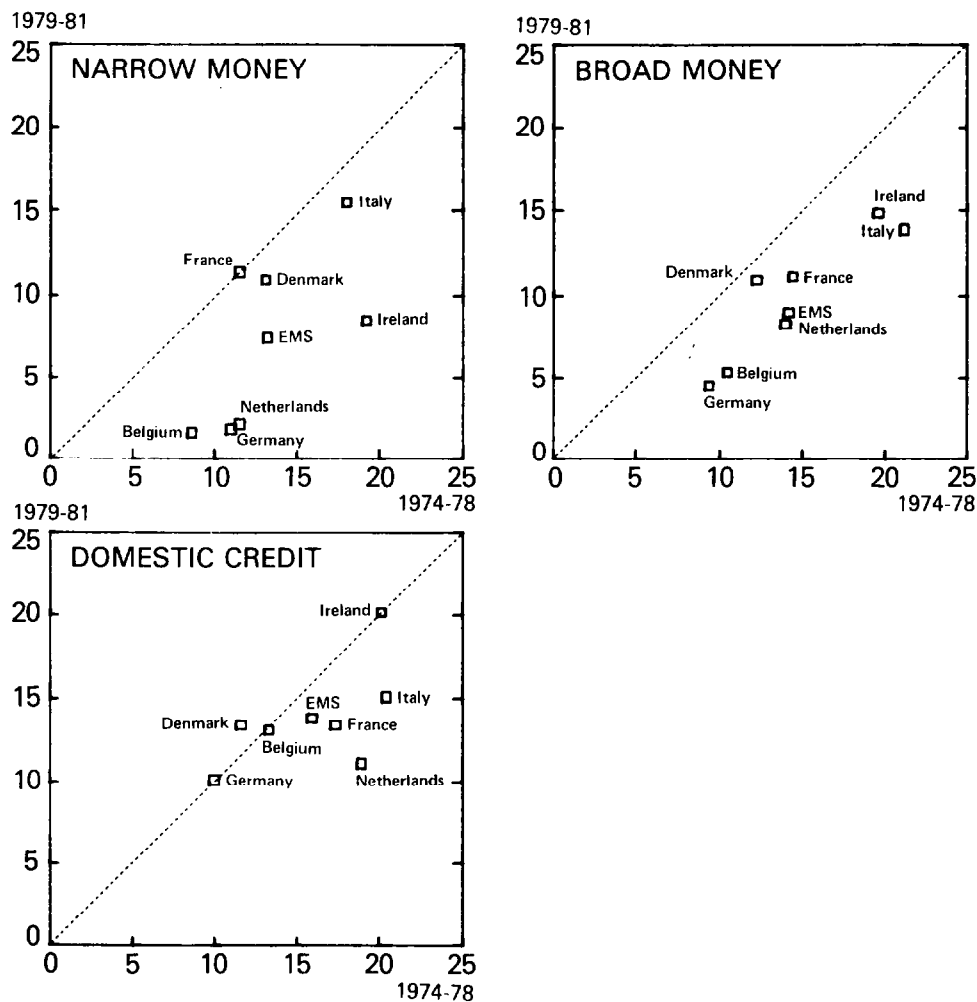 1979-81
25
NARROW MONEY
20
15
Italy
France
Denmark
10
Ireland
EMS
5
Netherlands
Belgium
Germany
0
0 5 10 15 20 25
1974-78
1979-81
25
BROAD MONEY
20
Ireland
15
Italy
Denmark
France
10
EMS
Netherlands
5
Belgium
Germany
0
0 5 10 15 20 25
1974-78
1979-81
25
DOMESTIC CREDIT
20
Ireland
15
Italy
EMS
Denmark
France
Belgium
10
Germany
Netherlands
5
0
0 5 10 15 20 25
1974-78